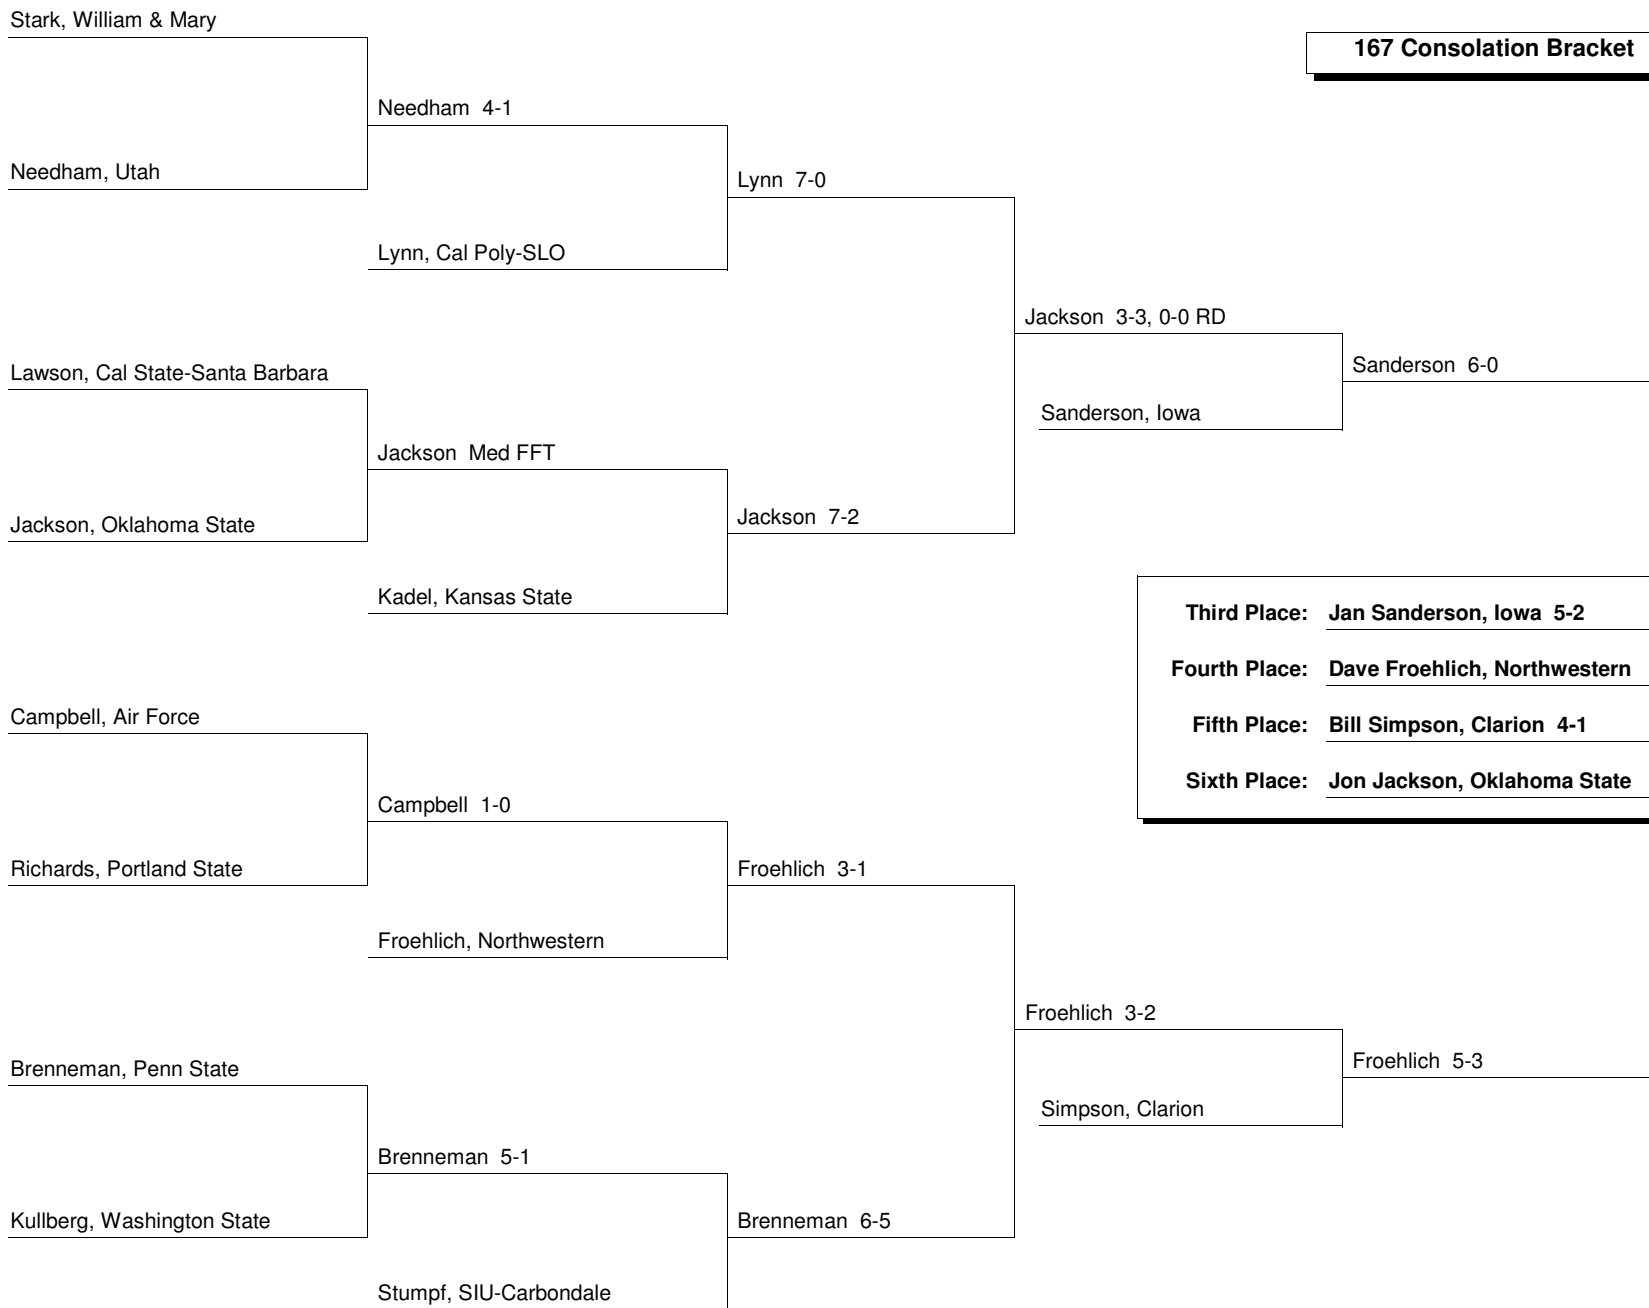 Stark, William & Mary
167 Consolation Bracket
Needham 4-1
Needham, Utah
Lynn 7-0
Lynn, Cal Poly-SLO
Jackson 3-3, 0-0 RD
Lawson, Cal State-Santa Barbara
Sanderson 6-0
Sanderson, Iowa
Jackson Med FFT
Jackson, Oklahoma State
Jackson 7-2
Kadel, Kansas State
Third Place: Jan Sanderson, Iowa 5-2
Fourth Place: Dave Froehlich, Northwestern
Fifth Place: Bill Simpson, Clarion 4-1
Sixth Place: Jon Jackson, Oklahoma State
Campbell, Air Force
Campbell 1-0
Richards, Portland State
Froehlich 3-1
Froehlich, Northwestern
Froehlich 3-2
Brenneman, Penn State
Froehlich 5-3
Simpson, Clarion
Brenneman 5-1
Kullberg, Washington State
Brenneman 6-5
Stumpf, SIU-Carbondale